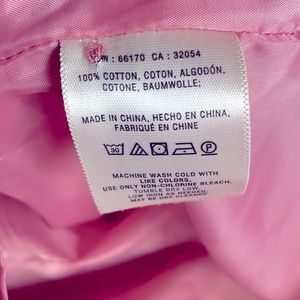 RN : 66170 CA : 32054
100% COTTON, COTON, ALGODÓN,
COTONE, BAUMWOLLE;
MADE IN CHINA, HECHO EN CHINA,
FABRIQUÉ EN CHINE
30 P
MACHINE WASH COLD WITH
LIKE COLORS,
USE ONLY NON-CHLORINE BLEACH,
TUMBLE DRY LOW,
LOW IRON AS NEEDED,
MAY BE DRY CLEANED